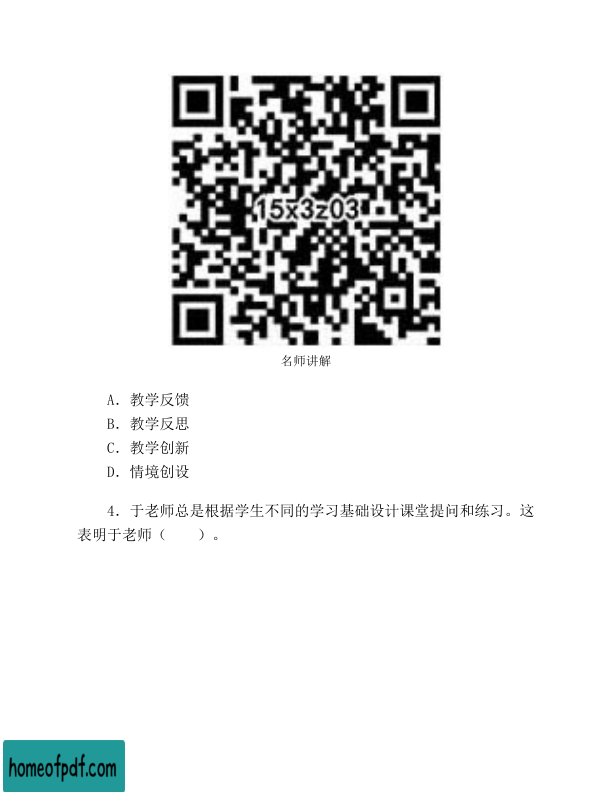 15x3z03
名师讲解
A．教学反馈
B．教学反思
C．教学创新
D．情境创设
4．于老师总是根据学生不同的学习基础设计课堂提问和练习。这
表明于老师（　　）。
homeofpdf.com